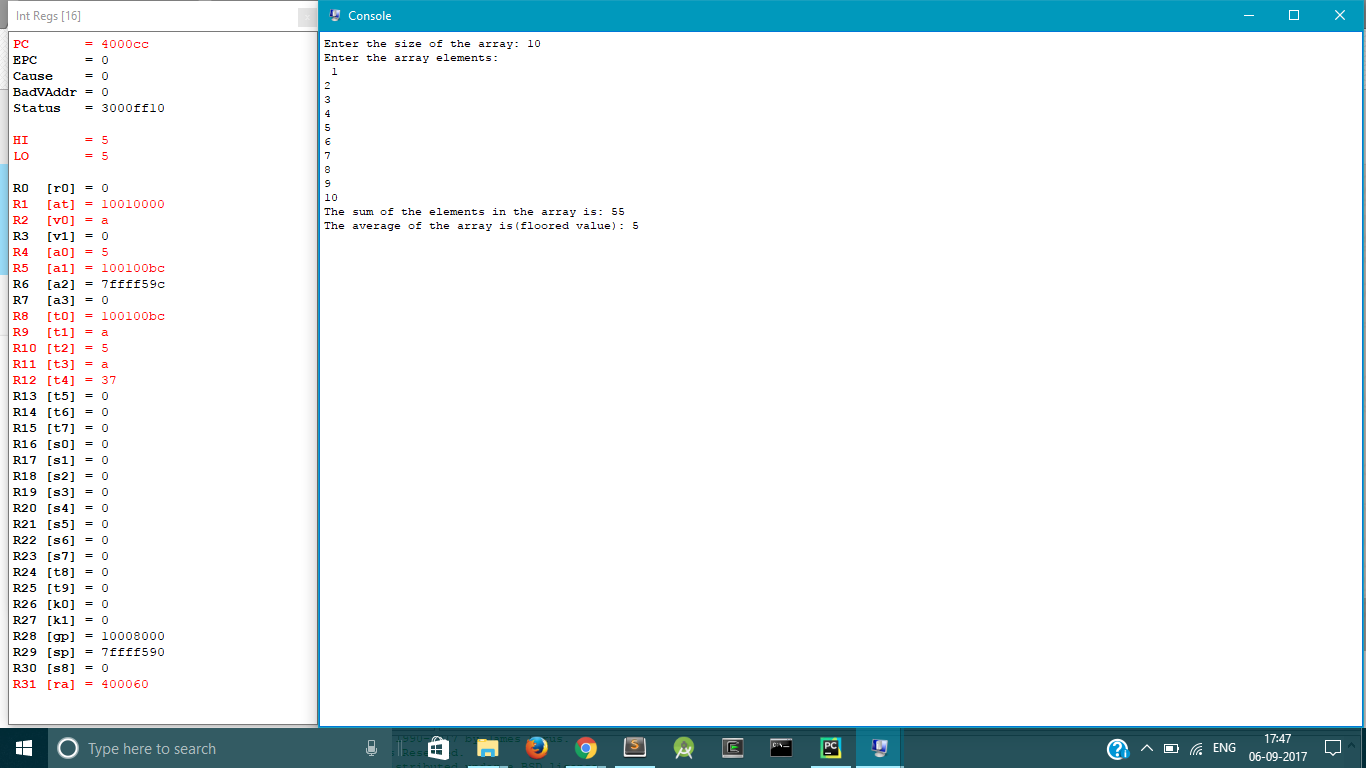 Int Regs [16]
PC = 4000cc
EPC = 0
Cause = 0
BadVAddr = 0
Status = 3000ff10
HI = 5
LO = 5
R0 [r0] = 0
R1 [at] = 10010000
R2 [v0] = a
R3 [v1] = 0
R4 [a0] = 5
R5 [a1] = 100100bc
R6 [a2] = 7ffff59c
R7 [a3] = 0
R8 [t0] = 100100bc
R9 [t1] = a
R10 [t2] = 5
R11 [t3] = a
R12 [t4] = 37
R13 [t5] = 0
R14 [t6] = 0
R15 [t7] = 0
R16 [s0] = 0
R17 [s1] = 0
R18 [s2] = 0
R19 [s3] = 0
R20 [s4] = 0
R21 [s5] = 0
R22 [s6] = 0
R23 [s7] = 0
R24 [t8] = 0
R25 [t9] = 0
R26 [k0] = 0
R27 [k1] = 0
R28 [gp] = 10008000
R29 [sp] = 7ffff590
R30 [s8] = 0
R31 [ra] = 400060
Console
Enter the size of the array: 10
Enter the array elements:
1
2
3
4
5
6
7
8
9
10
The sum of the elements in the array is: 55
The average of the array is(floored value): 5
Type here to search
ENG
17:47
06-09-2017